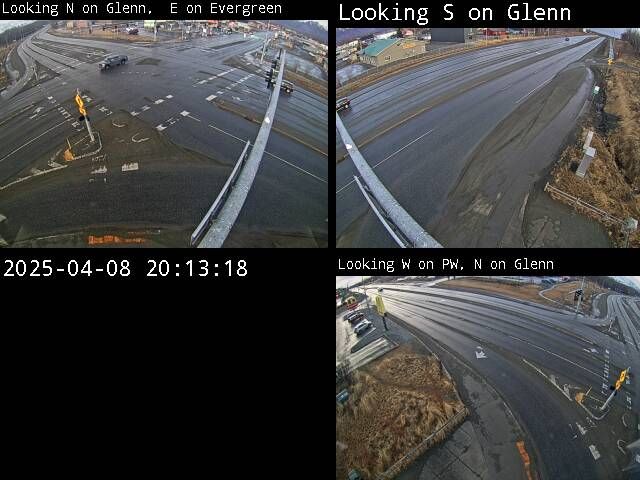 Looking N on Glenn,  E on Evergreen
Looking S on Glenn
2025-04-08 20:13:18
Looking W on PW, N on Glenn